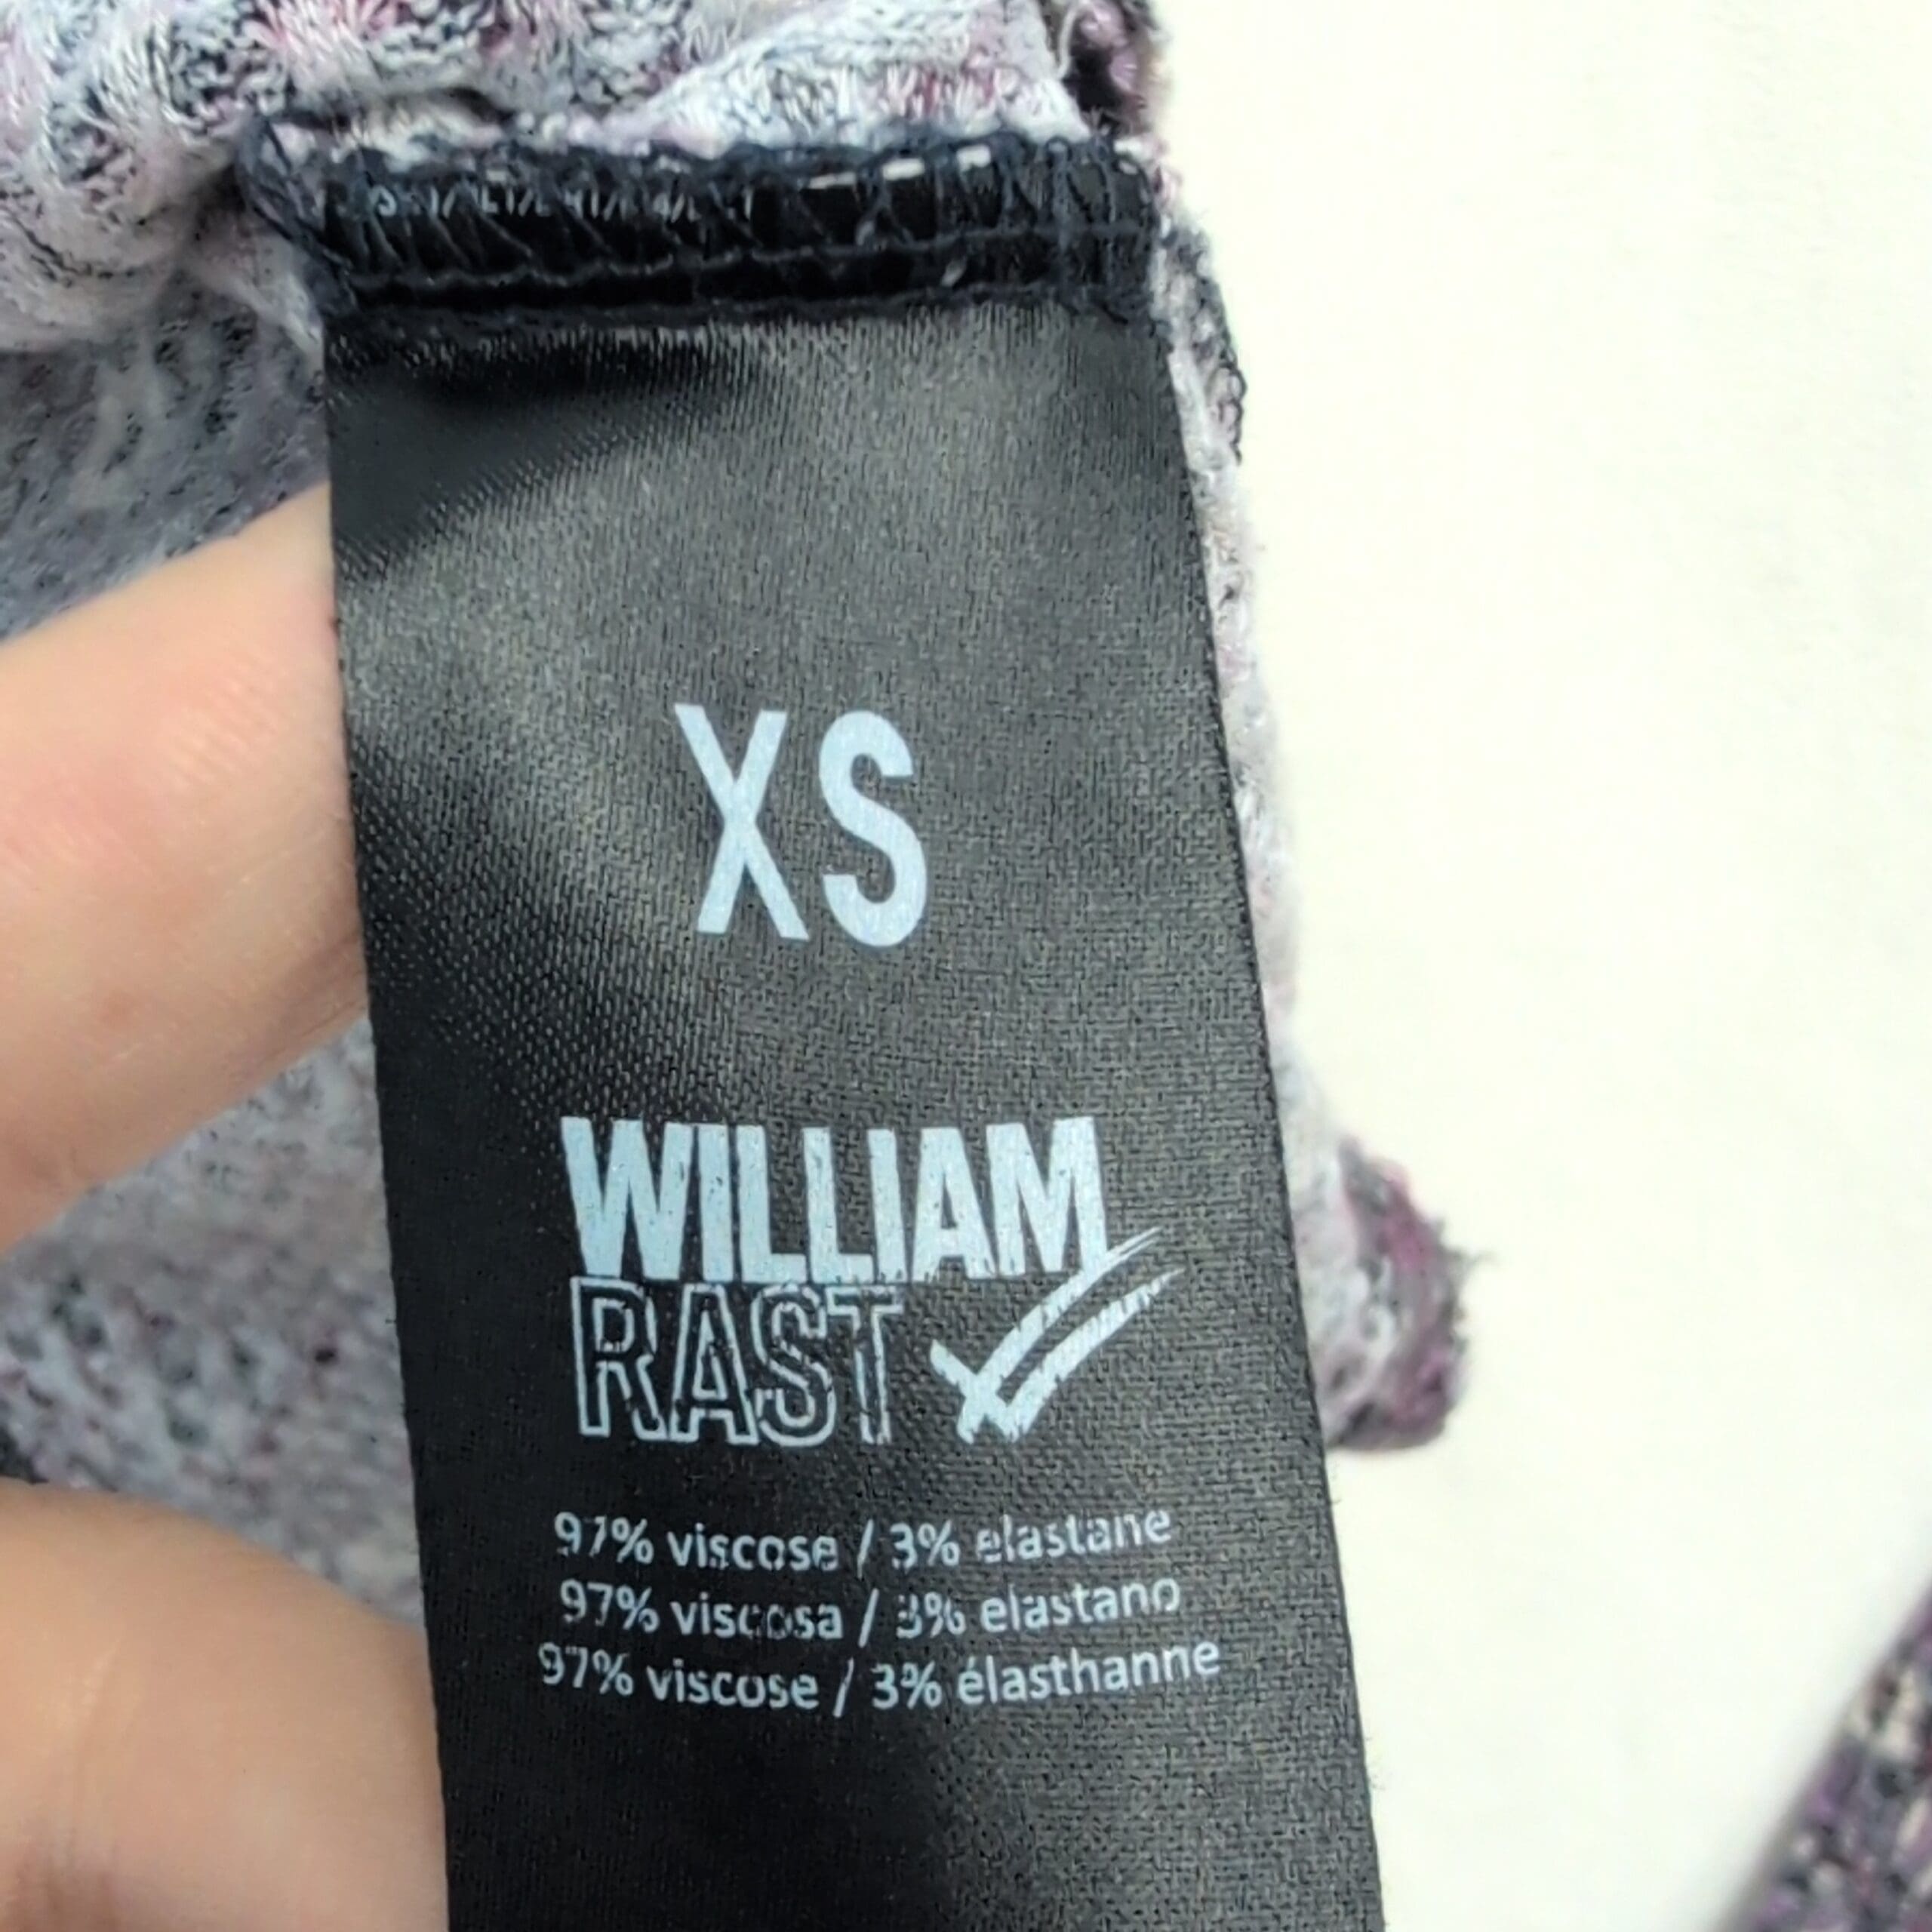 XS
WILLIAM
RAST
97% viscose / 3% elastane
97% viscosa / 3% elastano
97% viscose / 3% élasthanne